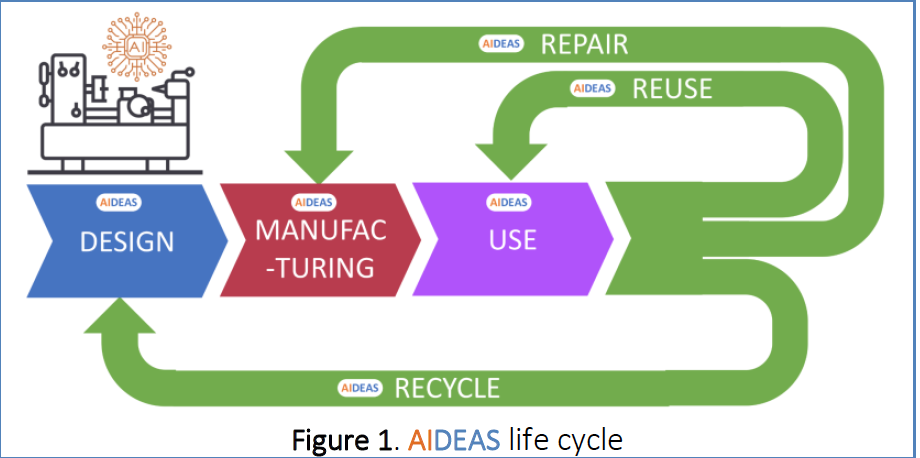 AI
AIDEAS REPAIR
AIDEAS REUSE
AIDEAS
DESIGN
AIDEAS
MANUFAC
-TURING
AIDEAS
USE
AIDEAS RECYCLE
Figure 1. AIDEAS life cycle